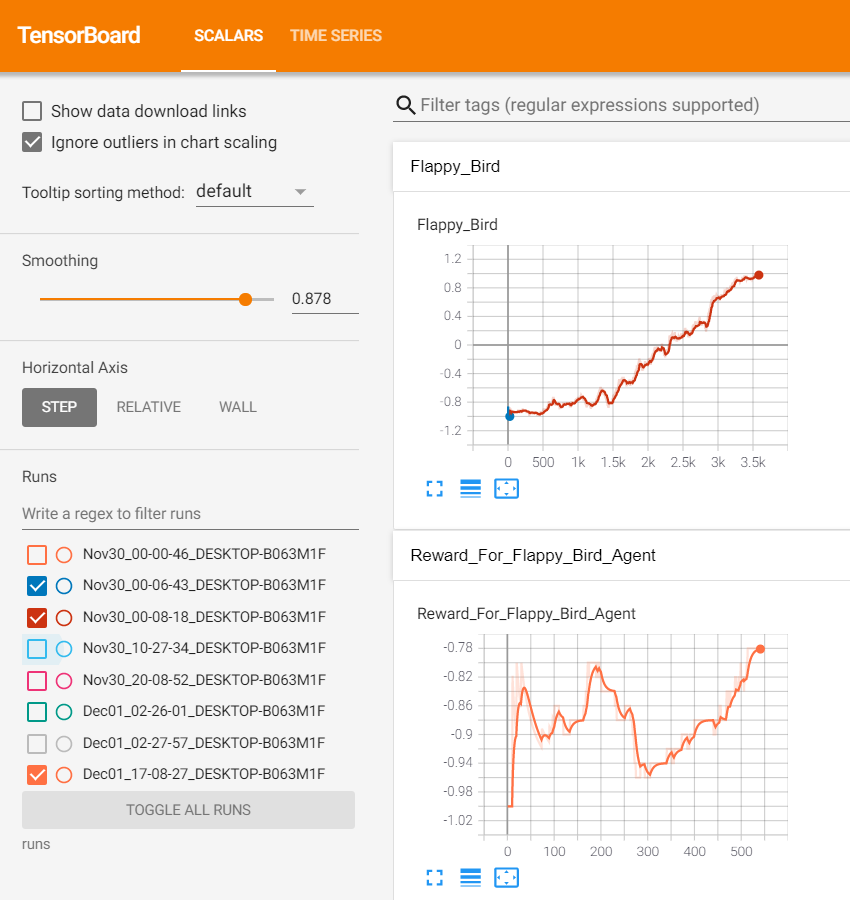 TensorBoard SCALARS TIME SERIES
Show data download links
Ignore outliers in chart scaling
Tooltip sorting method: default
Smoothing
0.878
Horizontal Axis
STEP RELATIVE WALL
Runs
Write a regex to filter runs
Nov30_00-00-46_DESKTOP-B063M1F
Nov30_00-06-43_DESKTOP-B063M1F
Nov30_00-08-18_DESKTOP-B063M1F
Nov30_10-27-34_DESKTOP-B063M1F
Nov30_20-08-52_DESKTOP-B063M1F
Dec01_02-26-01_DESKTOP-B063M1F
Dec01_02-27-57_DESKTOP-B063M1F
Dec01_17-08-27_DESKTOP-B063M1F
TOGGLE ALL RUNS
runs
Filter tags (regular expressions supported)
Flappy_Bird
Flappy_Bird
1.2
0.8
0.4
0
-0.4
-0.8
-1.2
0 500 1k 1.5k 2k 2.5k 3k 3.5k
Reward_For_Flappy_Bird_Agent
Reward_For_Flappy_Bird_Agent
-0.78
-0.82
-0.86
-0.9
-0.94
-0.98
-1.02
0 100 200 300 400 500